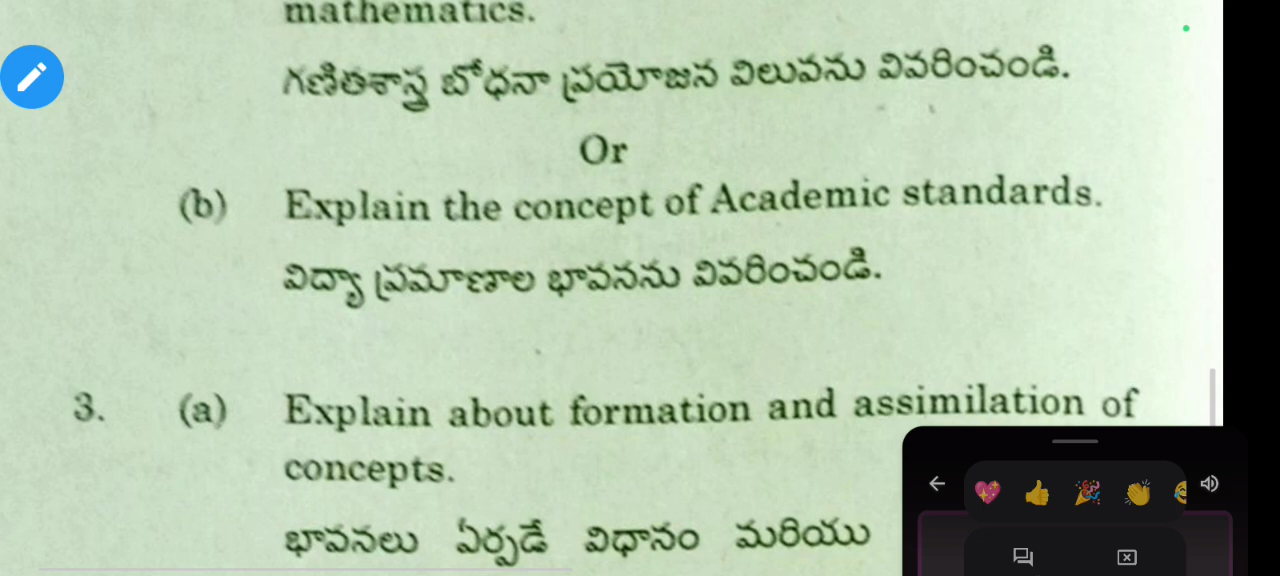 mathematics.
గణితశాస్త్ర బోధనా ప్రయోజన విలువను వివరించండి.
Or
(b) Explain the concept of Academic standards.
విద్యా ప్రమాణాల భావనను వివరించండి.
3. (a) Explain about formation and assimilation of
concepts.
భావనలు ఏర్పడే విధానం మరియు